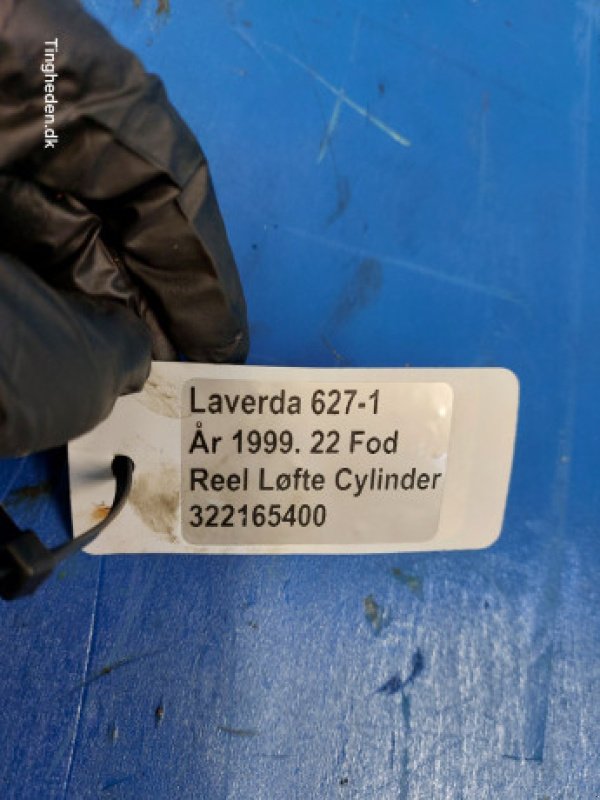 Tingheden.dk
Laverda 627-1
År 1999. 22 Fod
Reel Løfte Cylinder
322165400